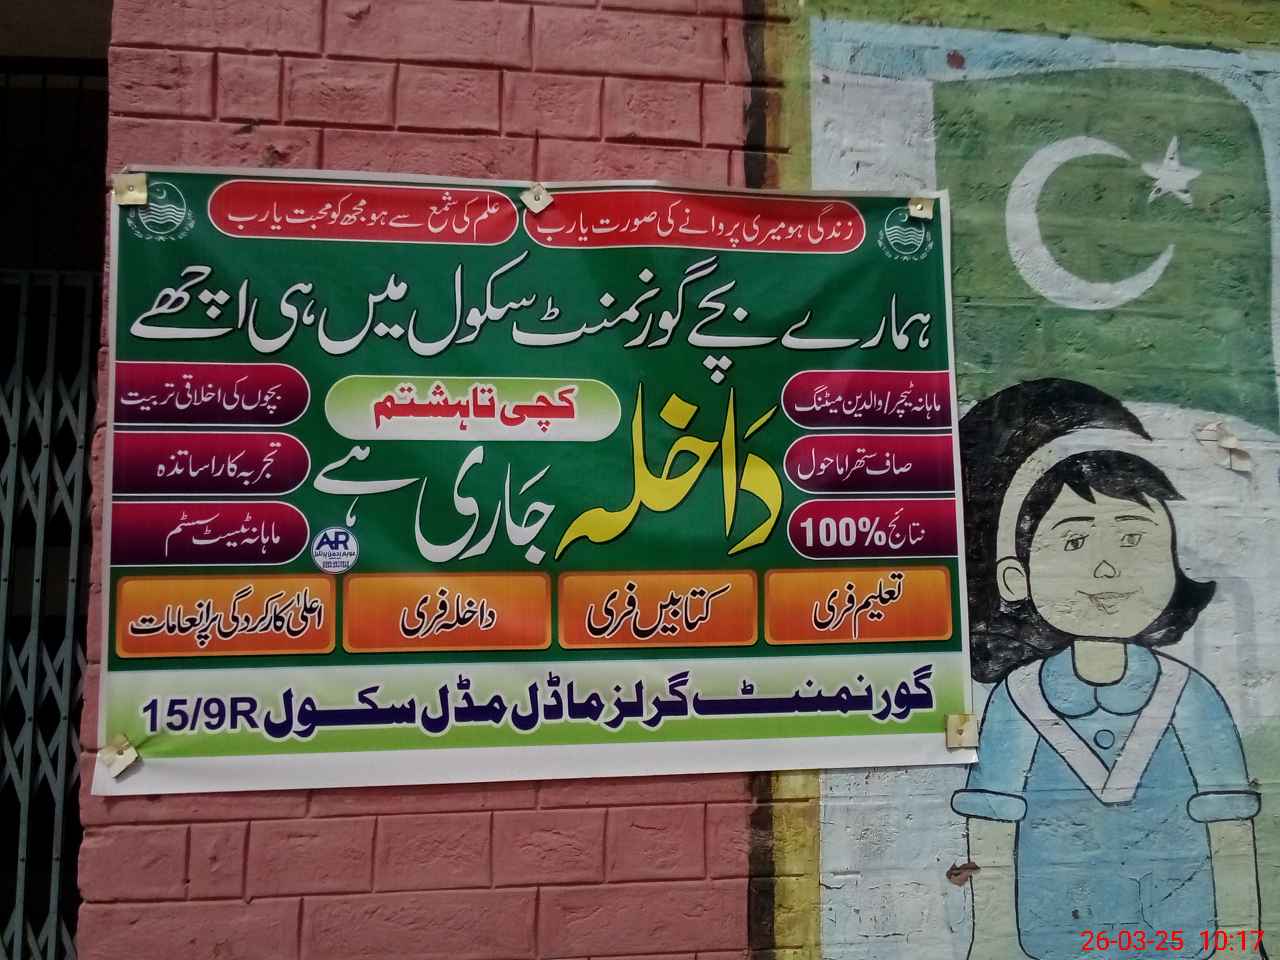 زندگی ہو میری پروانے کی صورت یارب
علم کی شمع سے ہو مجھ کو محبت یارب
ہمارے بچے گورنمنٹ سکول میں ہی اچھے
داخلہ جاری ہے
کچی تا ہشتم
ماہانہ ٹیچر/والدین میٹنگ
صاف ستھرا ماحول
100% نتائج
بچوں کی اخلاقی تربیت
تجربہ کار اساتذہ
ماہانہ ٹیسٹ سسٹم
AR
تعلیم فری
کتابیں فری
داخلہ فری
اعلیٰ کارکردگی پر انعامات
گورنمنٹ گرلز ماڈل مڈل سکول 15/9R
26-03-25 10:17